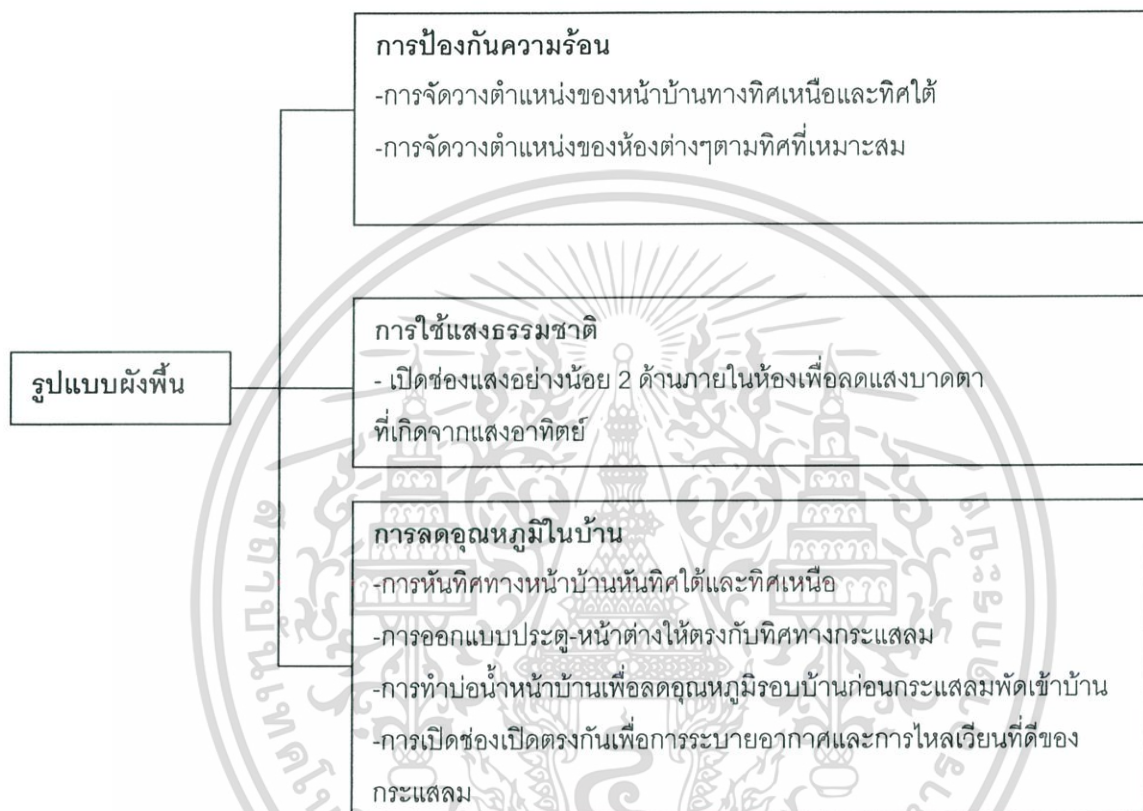 การป้องกันความร้อน
-การจัดวางตำแหน่งของหน้าบ้านทางทิศเหนือและทิศใต้
-การจัดวางตำแหน่งของห้องต่างๆตามทิศที่เหมาะสม
รูปแบบผังพื้น
การใช้แสงธรรมชาติ
- เปิดช่องแสงอย่างน้อย 2 ด้านภายในห้องเพื่อลดแสงบาดตา
ที่เกิดจากแสงอาทิตย์
การลดอุณหภูมิในบ้าน
-การหันทิศทางหน้าบ้านหันทิศใต้และทิศเหนือ
-การออกแบบประตู-หน้าต่างให้ตรงกับทิศทางกระแสลม
-การทำบ่อน้ำหน้าบ้านเพื่อลดอุณหภูมิรอบบ้านก่อนกระแสลมพัดเข้าบ้าน
-การเปิดช่องเปิดตรงกันเพื่อการระบายอากาศและการไหลเวียนที่ดีของ
กระแสลม